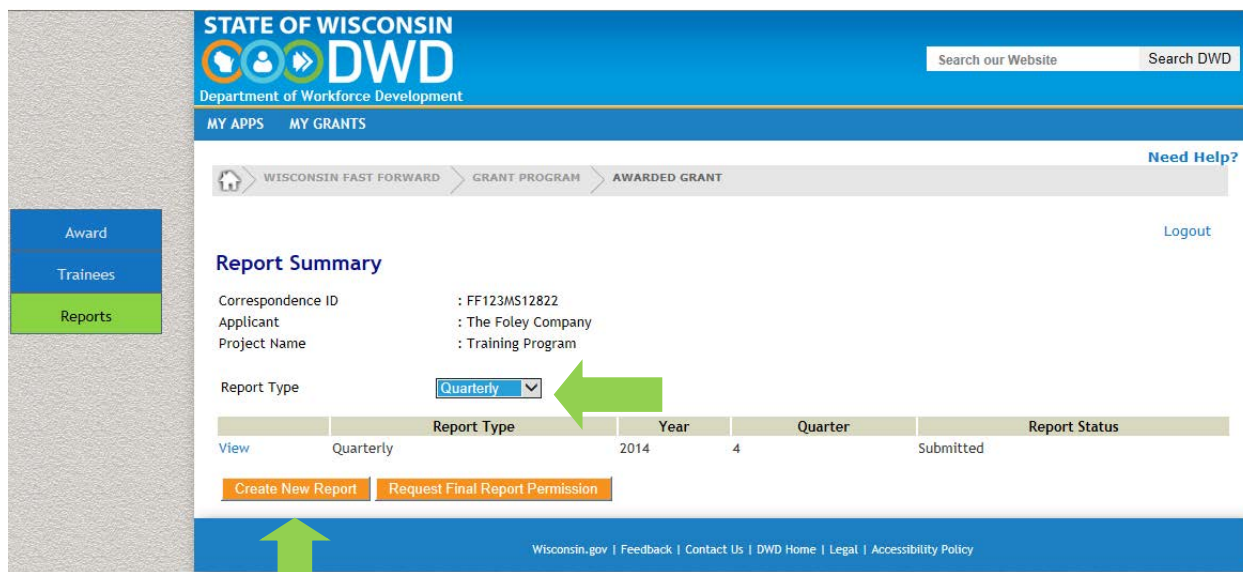 STATE OF WISCONSIN
DWD
Department of Workforce Development
Search our Website Search DWD
MY APPS MY GRANTS
Need Help?
WISCONSIN FAST FORWARD GRANT PROGRAM AWARDED GRANT
Award
Trainees
Reports
Logout
Report Summary
Correspondence ID : FF123MS12822
Applicant : The Foley Company
Project Name : Training Program
Report Type Quarterly
Report Type Year Quarter Report Status
View Quarterly 2014 4 Submitted
Create New Report Request Final Report Permission
Wisconsin.gov | Feedback | Contact Us | DWD Home | Legal | Accessibility Policy